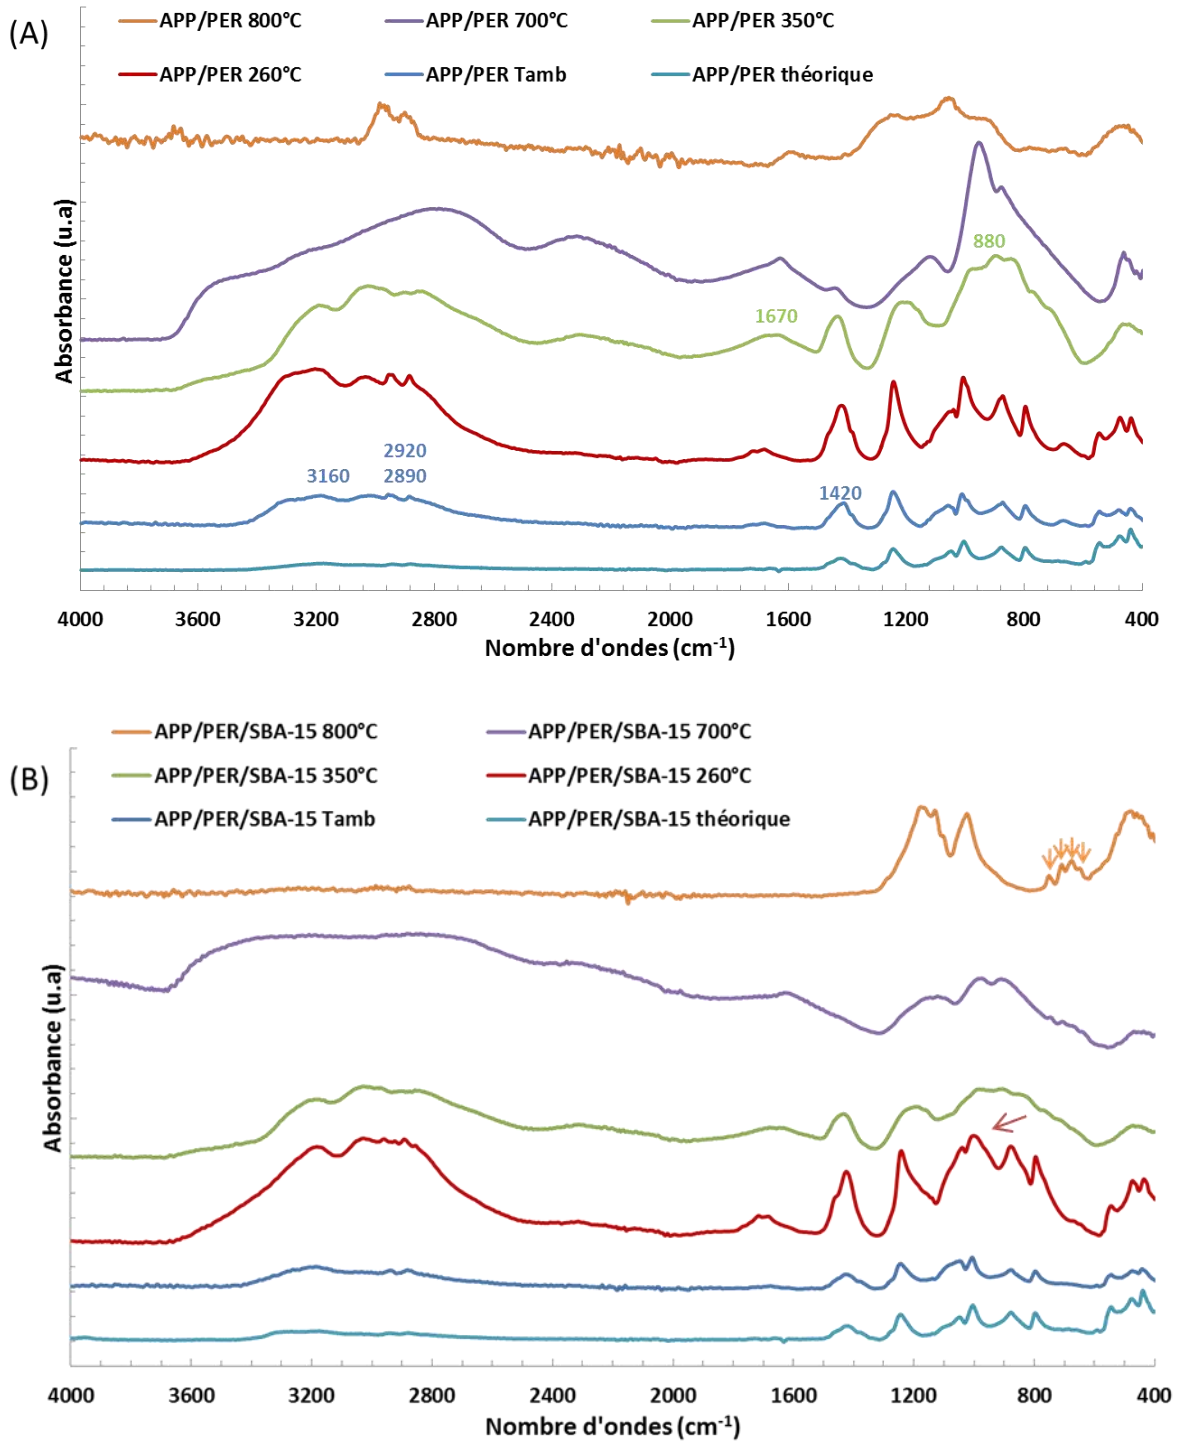 (A)
APP/PER 800°C APP/PER 700°C APP/PER 350°C
APP/PER 260°C APP/PER Tamb APP/PER théorique
Absorbance (u.a)
880
1670
2920
3160 2890
1420
4000 3600 3200 2800 2400 2000 1600 1200 800 400
Nombre d'ondes (cm-1)
(B)
APP/PER/SBA-15 800°C APP/PER/SBA-15 700°C
APP/PER/SBA-15 350°C APP/PER/SBA-15 260°C
APP/PER/SBA-15 Tamb APP/PER/SBA-15 théorique
Absorbance (u.a)
4000 3600 3200 2800 2400 2000 1600 1200 800 400
Nombre d'ondes (cm-1)